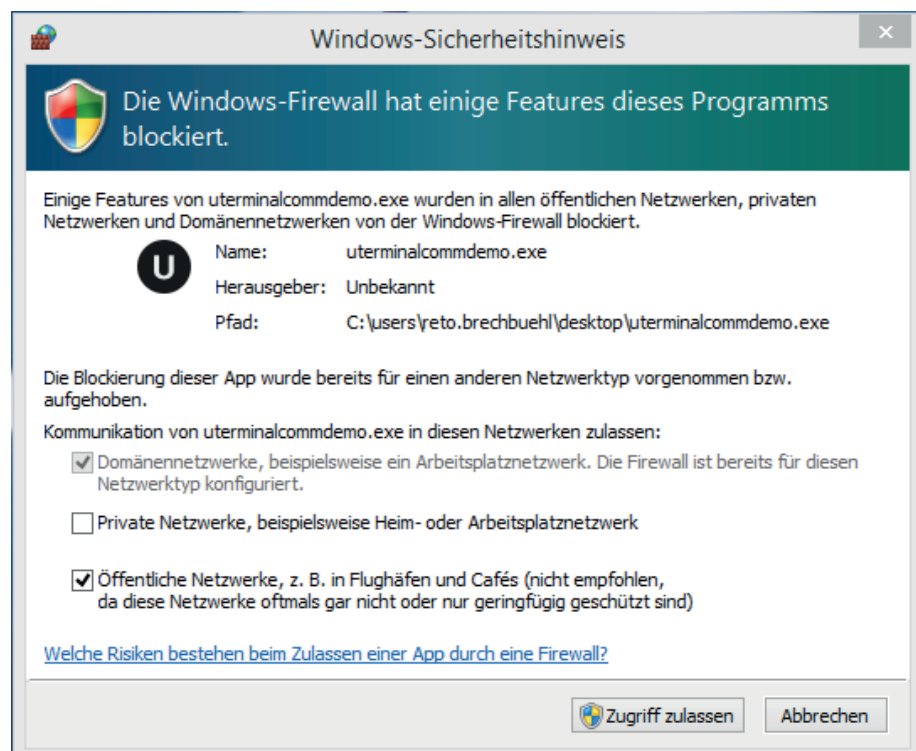 Windows-Sicherheitshinweis
Die Windows-Firewall hat einige Features dieses Programms
blockiert.
Einige Features von uterminalcommdemo.exe wurden in allen öffentlichen Netzwerken, privaten
Netzwerken und Domänennetzwerken von der Windows-Firewall blockiert.
U
Name: uterminalcommdemo.exe
Herausgeber: Unbekannt
Pfad: C:\users\reto.brechbuehl\desktop\uterminalcommdemo.exe
Die Blockierung dieser App wurde bereits für einen anderen Netzwerktyp vorgenommen bzw.
aufgehoben.
Kommunikation von uterminalcommdemo.exe in diesen Netzwerken zulassen:
Domänennetzwerke, beispielsweise ein Arbeitsplatznetzwerk. Die Firewall ist bereits für diesen
Netzwerktyp konfiguriert.
Private Netzwerke, beispielsweise Heim- oder Arbeitsplatznetzwerk
Öffentliche Netzwerke, z. B. in Flughäfen und Cafés (nicht empfohlen,
da diese Netzwerke oftmals gar nicht oder nur geringfügig geschützt sind)
Welche Risiken bestehen beim Zulassen einer App durch eine Firewall?
Zugriff zulassen Abbrechen